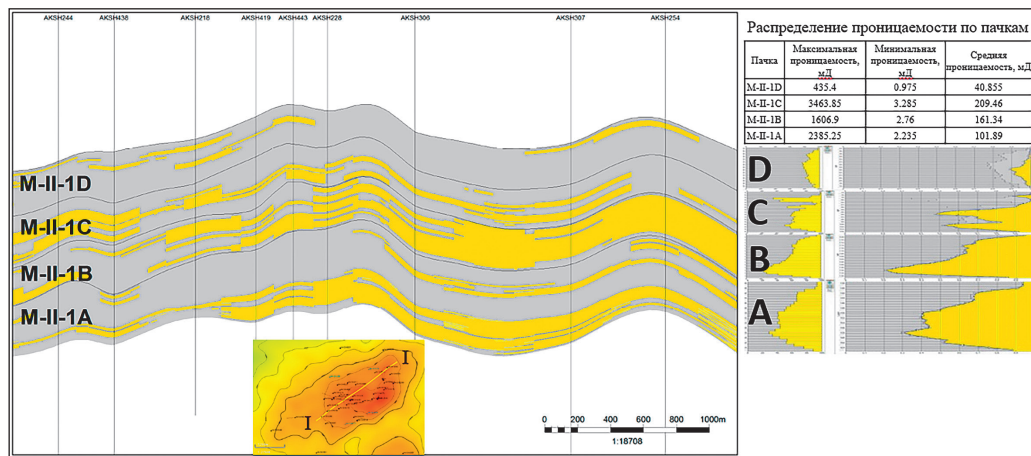 AKSH244 AKSH438 AKSH218 AKSH419 AKSH443 AKSH228 AKSH306 AKSH307 AKSH254
M-II-1D
M-II-1C
M-II-1B
M-II-1A
I
I
0 200 400 600 800 1000m
1:18708
Распределение проницаемости по пачкам
Пачка Максимальная проницаемость, мД Минимальная проницаемость, мД Средняя проницаемость, мД
M-II-1D 435.4 0.975 40.855
M-II-1C 3463.85 3.285 209.46
M-II-1B 1606.9 2.76 161.34
M-II-1A 2385.25 2.235 101.89
D
C
B
A